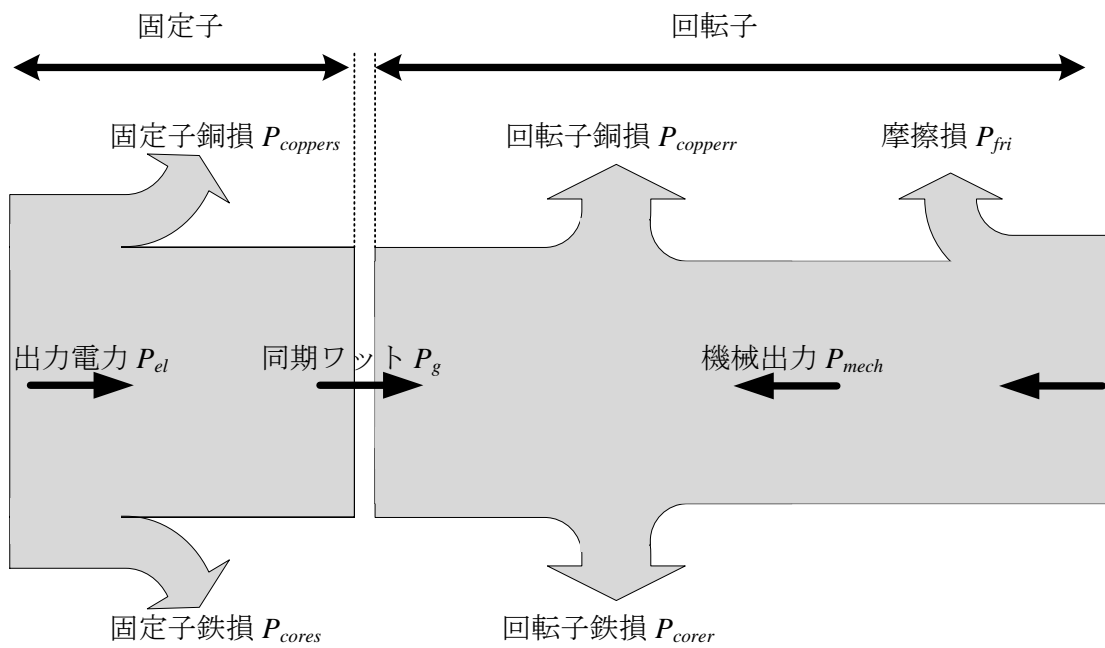 固定子
回転子
固定子銅損 Pcoppers
回転子銅損 Pcopperr
摩擦損 Pfri
出力電力 Pel
同期ワット Pg
機械出力 Pmech
固定子鉄損 Pcores
回転子鉄損 Pcorer